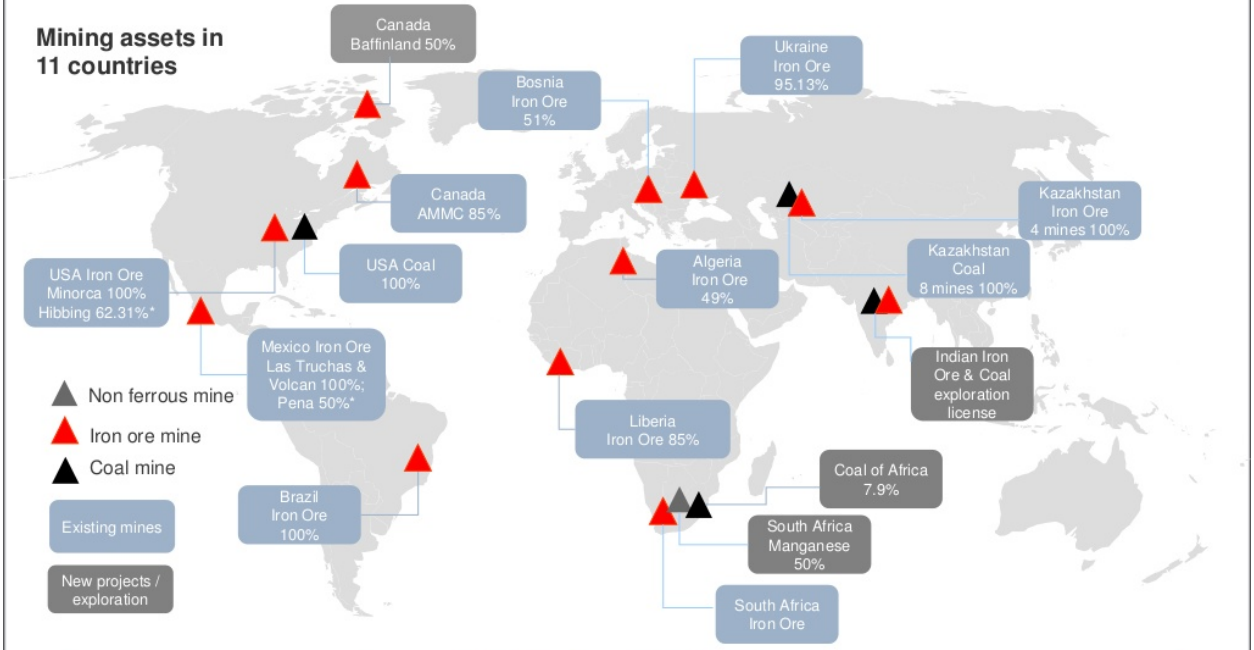 Mining assets in
11 countries
Canada
Baffinland 50%
Ukraine
Iron Ore
95.13%
Bosnia
Iron Ore
51%
Canada
AMMC 85%
Kazakhstan
Iron Ore
4 mines 100%
USA Coal
100%
Algeria
Iron Ore
49%
Kazakhstan
Coal
8 mines 100%
USA Iron Ore
Minorca 100%
Hibbing 62.31%*
Mexico Iron Ore
Las Truchas &
Volcan 100%;
Pena 50%*
Indian Iron
Ore & Coal
exploration
license
Non ferrous mine
Iron ore mine
Coal mine
Liberia
Iron Ore 85%
Coal of Africa
7.9%
Brazil
Iron Ore
100%
Existing mines
South Africa
Manganese
50%
New projects /
exploration
South Africa
Iron Ore